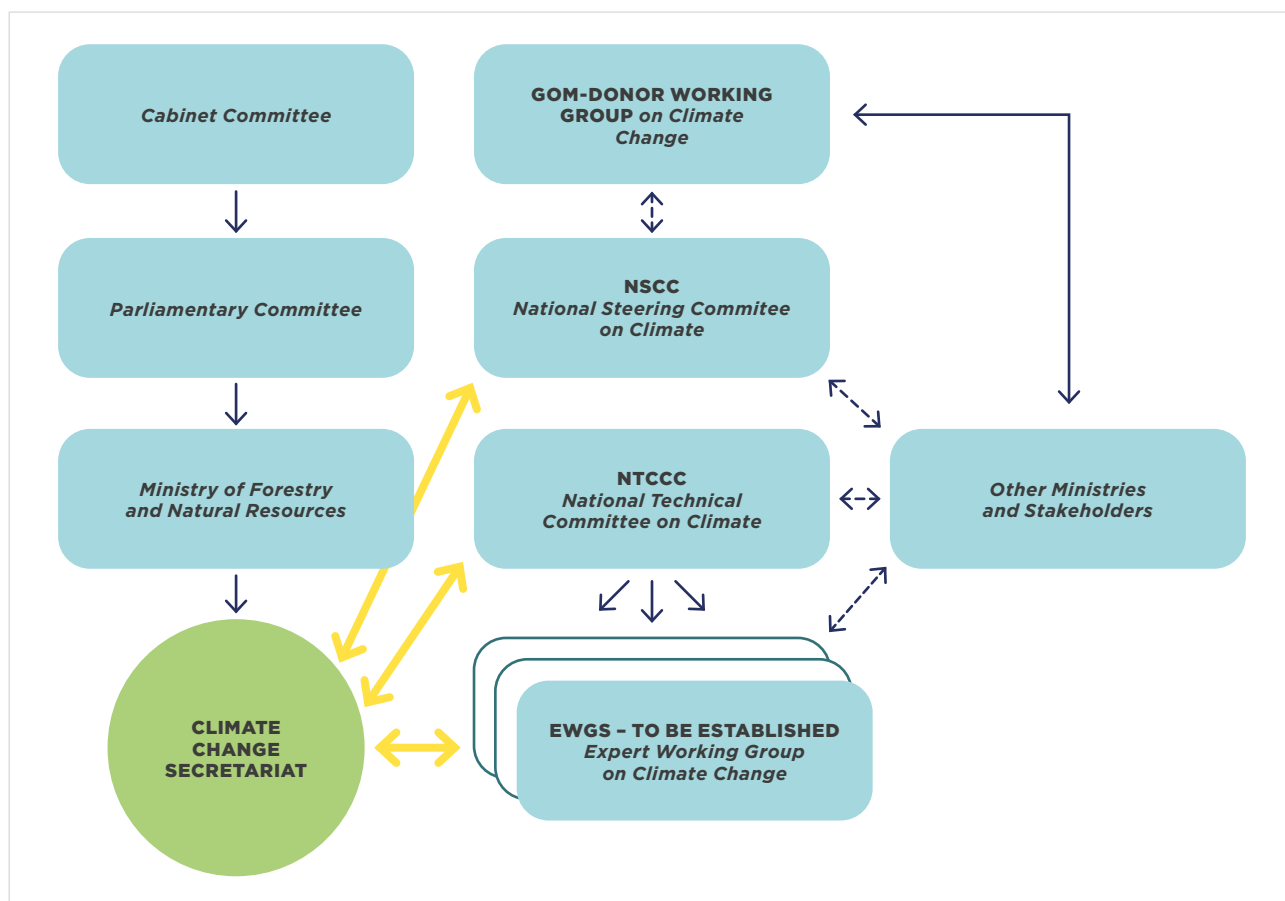 Cabinet Committee
GOM-DONOR WORKING
GROUP on Climate
Change
Parliamentary Committee
NSCC
National Steering Commitee
on Climate
Ministry of Forestry
and Natural Resources
NTCCC
National Technical
Committee on Climate
Other Ministries
and Stakeholders
CLIMATE
CHANGE
SECRETARIAT
EWGS – TO BE ESTABLISHED
Expert Working Group
on Climate Change